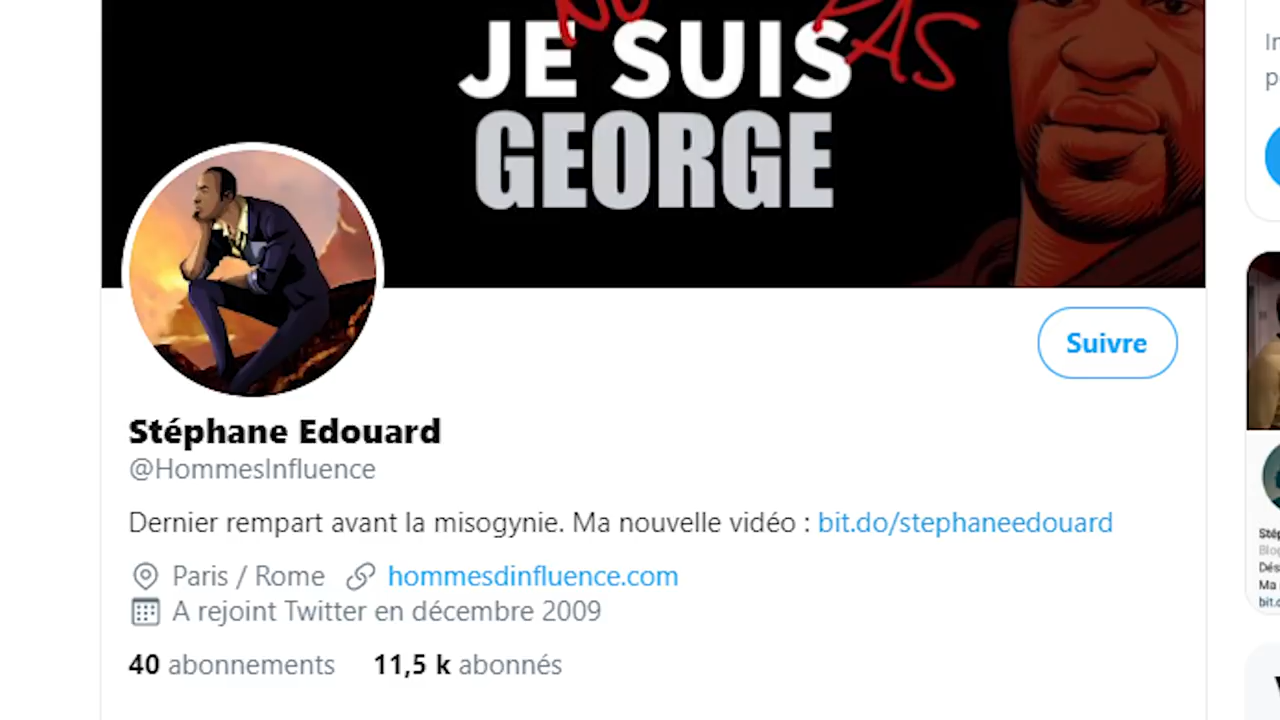 JE SUIS
PAS
GEORGE
Suivre
Stéphane Edouard
@HommesInfluence
Dernier rempart avant la misogynie. Ma nouvelle vidéo : bit.do/stephaneedouard
Paris / Rome hommesdinfluence.com
A rejoint Twitter en décembre 2009
40 abonnements 11,5 k abonnés